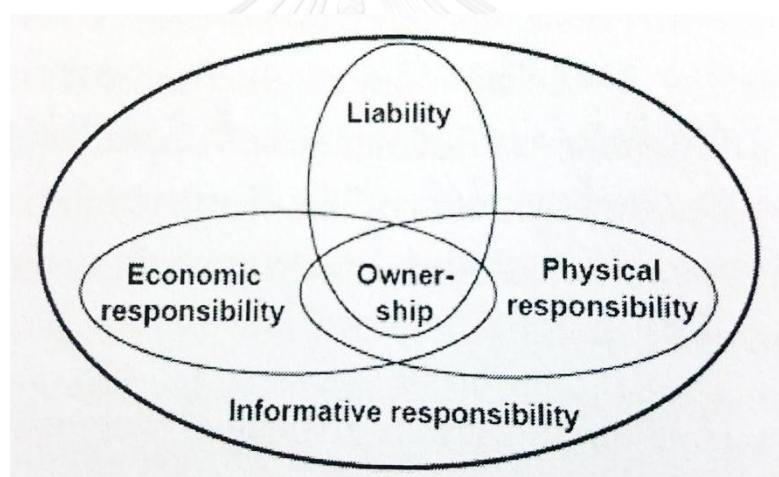 Liability
Economic
responsibility
Owner-
ship
Physical
responsibility
Informative responsibility